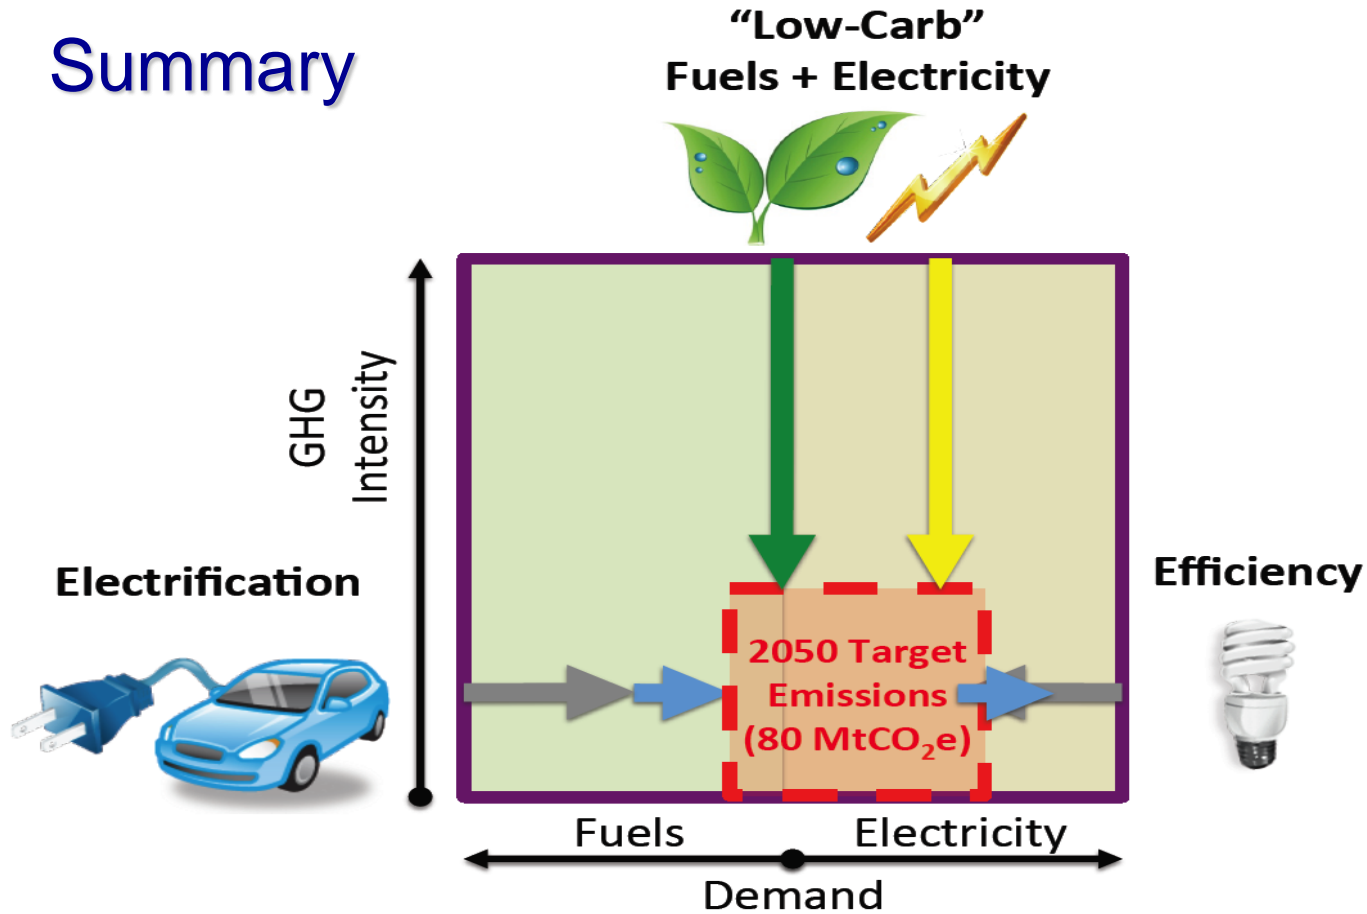 Summary
“Low-Carb”
Fuels + Electricity
GHG
Intensity
Electrification
Efficiency
2050 Target
Emissions
(80 MtCO₂e)
Fuels
Electricity
Demand